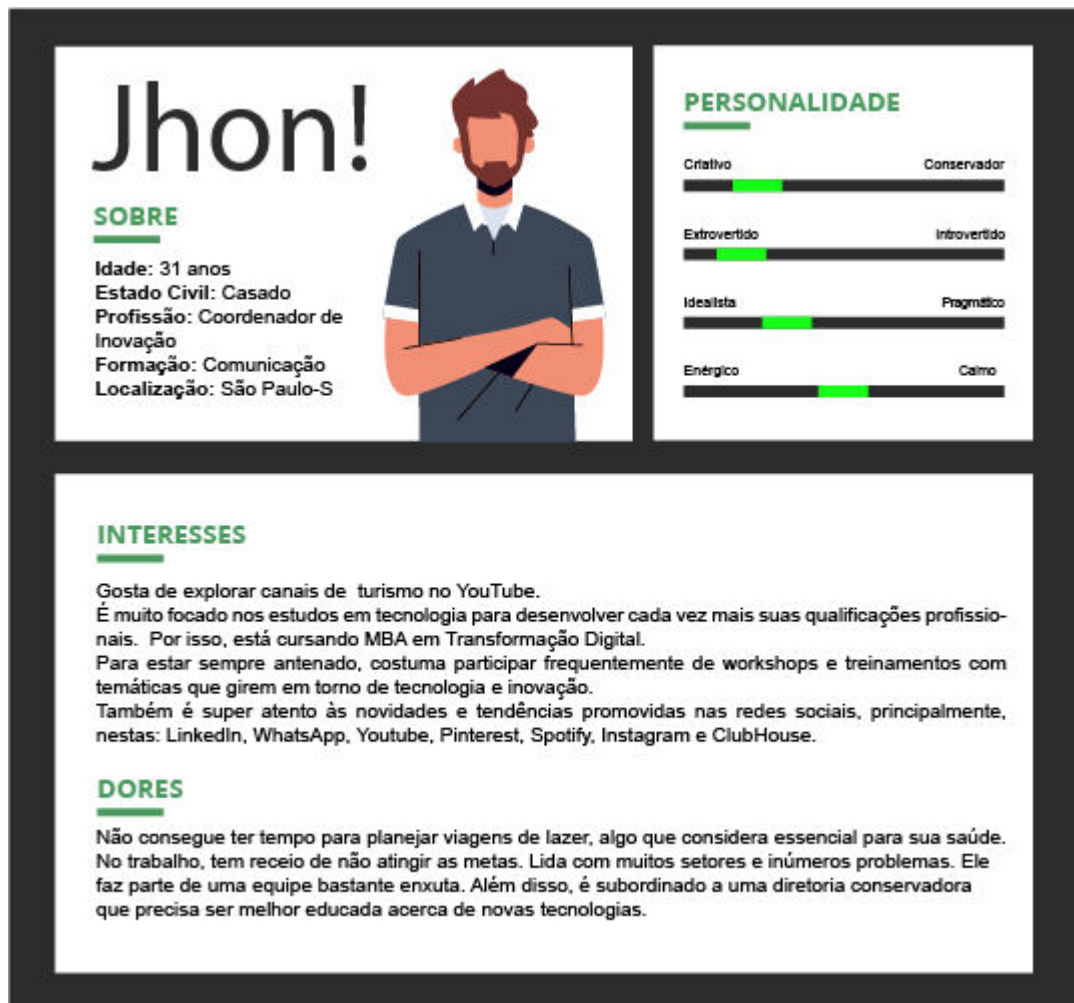 Jhon!
SOBRE
Idade: 31 anos
Estado Civil: Casado
Profissão: Coordenador de
Inovação
Formação: Comunicação
Localização: São Paulo-S
PERSONALIDADE
Criativo Conservador
Extrovertido Introvertido
Idealista Pragmático
Enérgico Calmo
INTERESSES
Gosta de explorar canais de  turismo no YouTube.
É muito focado nos estudos em tecnologia para desenvolver cada vez mais suas qualificações profissio-
nais.  Por isso, está cursando MBA em Transformação Digital.
Para estar sempre antenado, costuma participar frequentemente de workshops e treinamentos com
temáticas que girem em torno de tecnologia e inovação.
Também é super atento às novidades e tendências promovidas nas redes sociais, principalmente,
nestas: LinkedIn, WhatsApp, Youtube, Pinterest, Spotify, Instagram e ClubHouse.
DORES
Não consegue ter tempo para planejar viagens de lazer, algo que considera essencial para sua saúde.
No trabalho, tem receio de não atingir as metas. Lida com muitos setores e inúmeros problemas. Ele
faz parte de uma equipe bastante enxuta. Além disso, é subordinado a uma diretoria conservadora
que precisa ser melhor educada acerca de novas tecnologias.